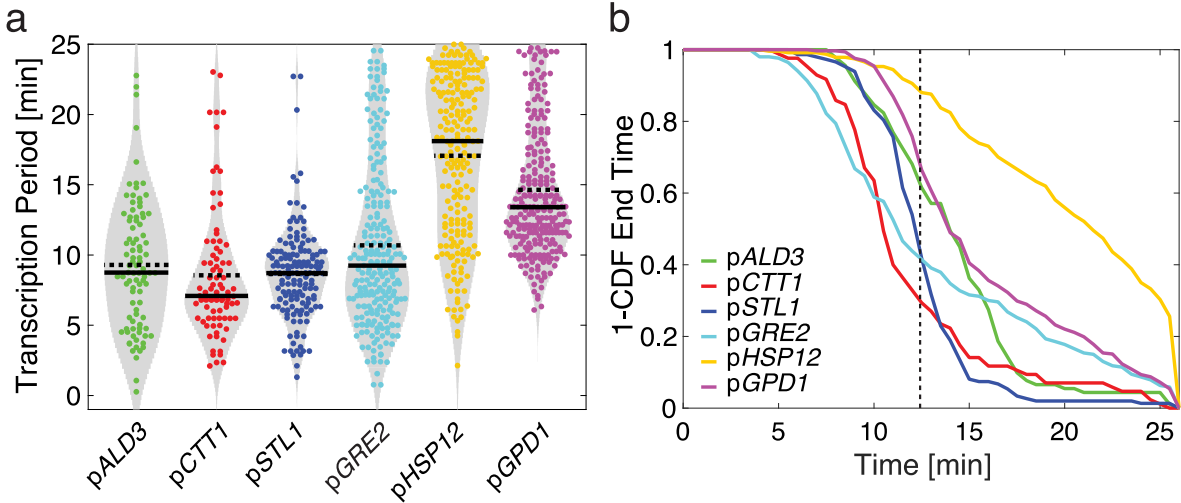 a
Transcription Period [min]
25
20
15
10
5
0
pALD3
pCTT1
pSTL1
pGRE2
pHSP12
pGPD1
b
1-CDF End Time
1
0.8
0.6
0.4
0.2
0
pALD3
pCTT1
pSTL1
pGRE2
pHSP12
pGPD1
0 5 10 15 20 25
Time [min]